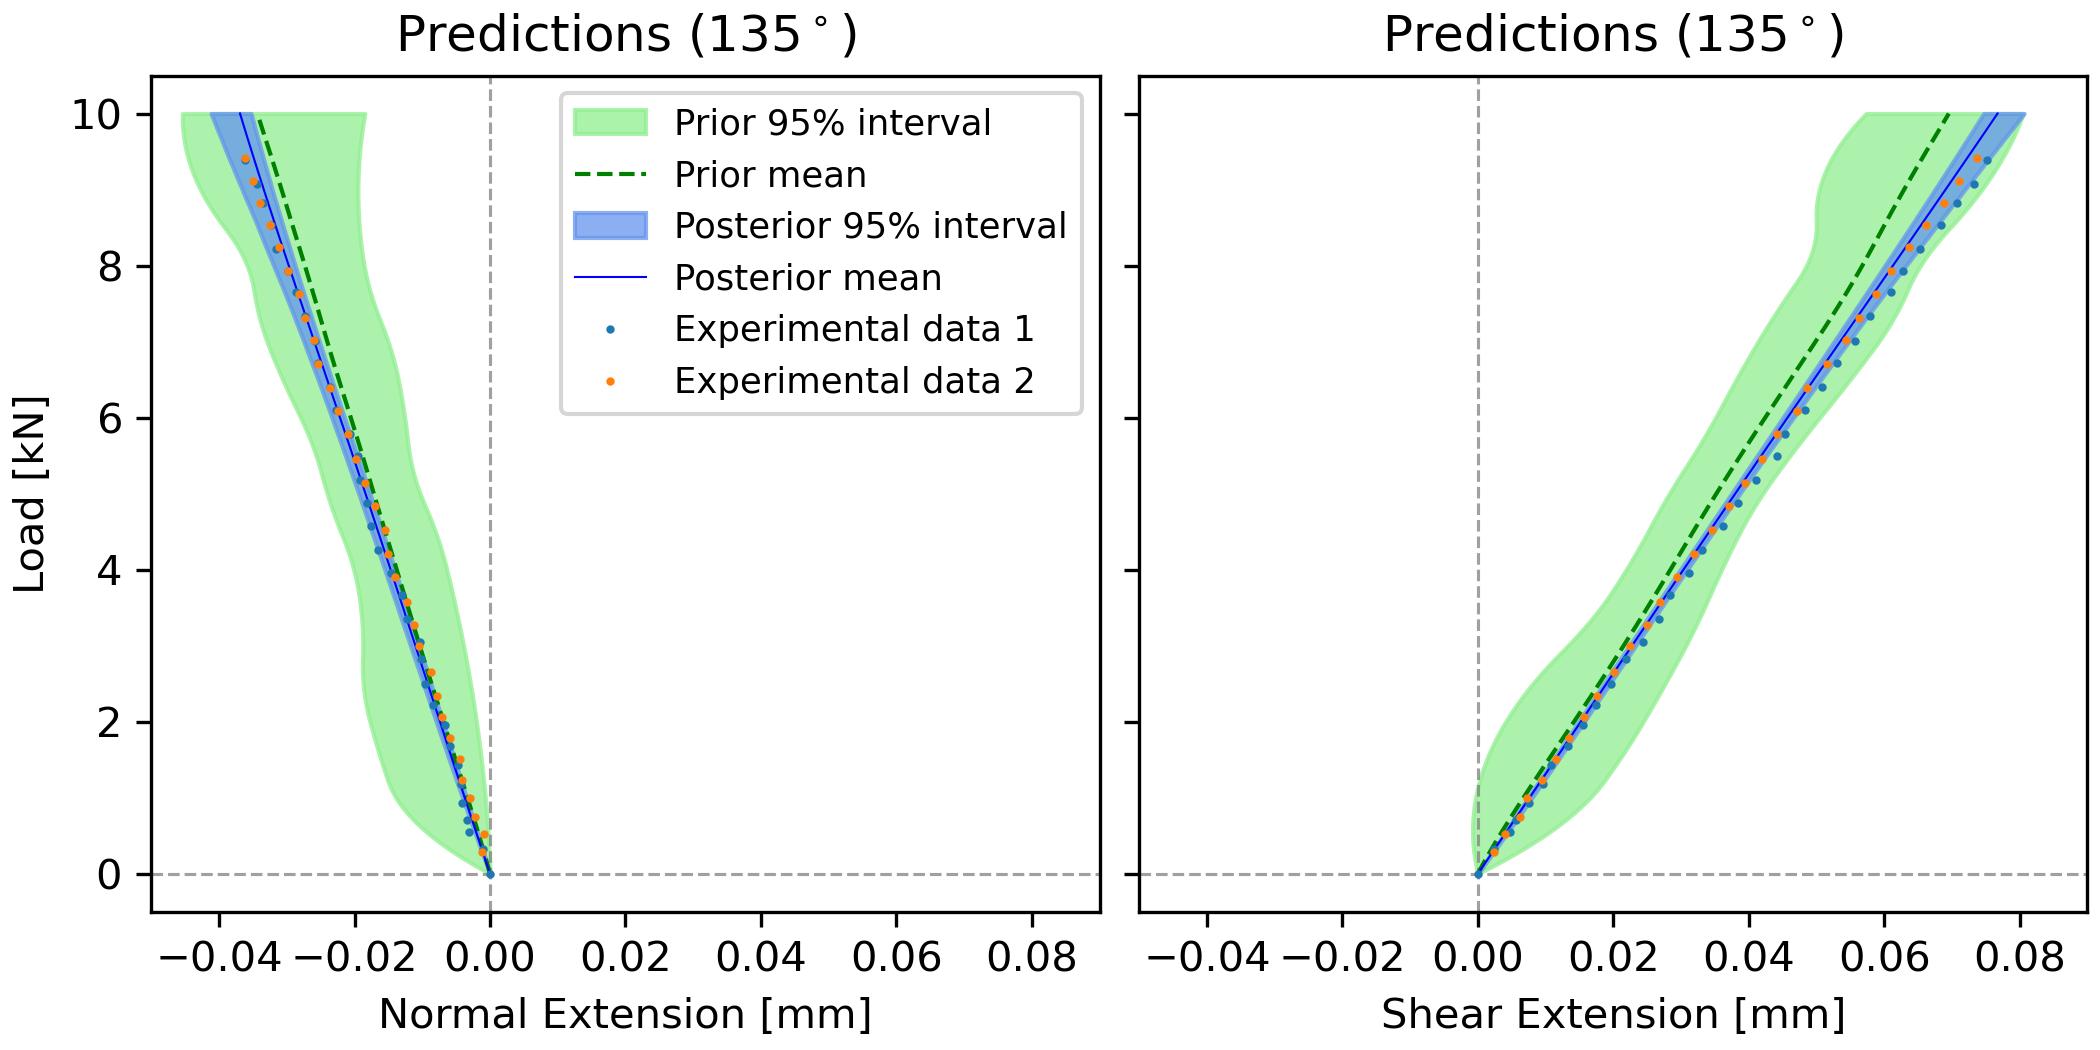 Predictions (135°)
Predictions (135°)
10
8
6
4
2
0
Load [kN]
Prior 95% interval
Prior mean
Posterior 95% interval
Posterior mean
Experimental data 1
Experimental data 2
−0.04 −0.02 0.00 0.02 0.04 0.06 0.08
−0.04 −0.02 0.00 0.02 0.04 0.06 0.08
Normal Extension [mm]
Shear Extension [mm]